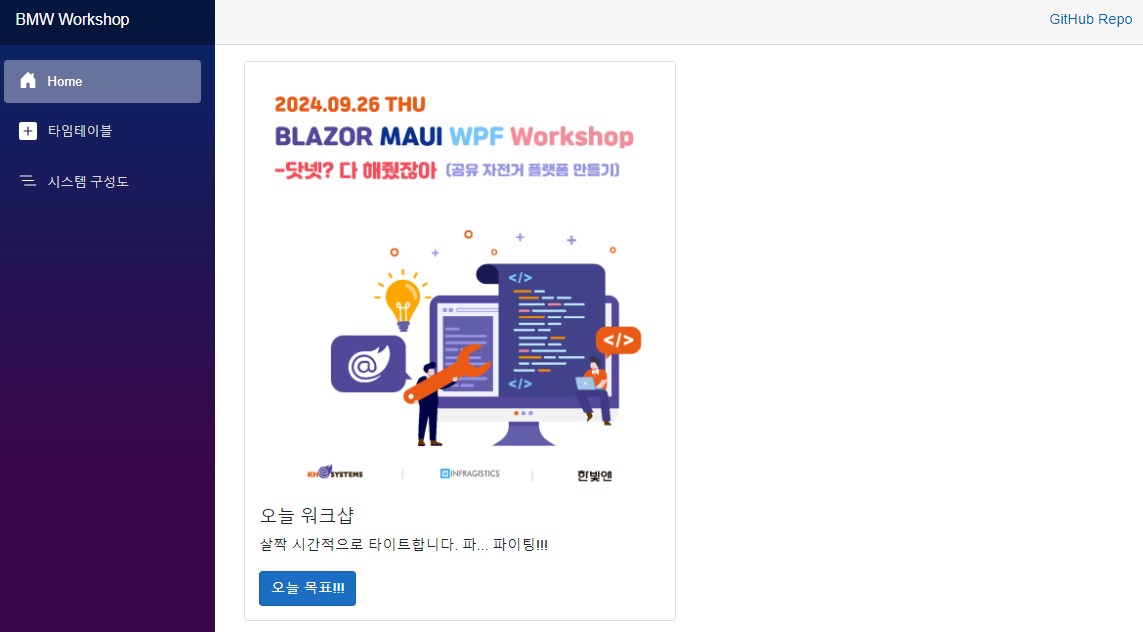 BMW Workshop
GitHub Repo
Home
타임테이블
시스템 구성도
2024.09.26 THU
BLAZOR MAUI WPF Workshop
-닷넷? 다 해줬잖아 (공유 자전거 플랫폼 만들기)
</>
</>
</>
KH SYSTEMS | INFRAGISTICS | 한빛앤
오늘 워크샵
살짝 시간적으로 타이트합니다. 파... 파이팅!!!
오늘 목표!!!